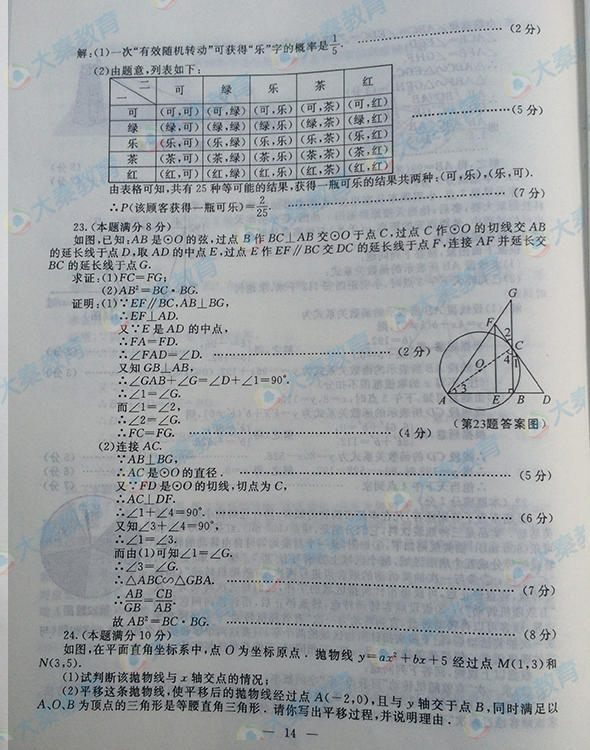 解:(1)一次“有效随机转动”可获得“乐”字的概率是1/5. ……(2分)
(2)由题意,列表如下:
一 二 可 绿 乐 茶 红
可 (可,可) (可,绿) (可,乐) (可,茶) (可,红)
绿 (绿,可) (绿,绿) (绿,乐) (绿,茶) (绿,红) ……(5分)
乐 (乐,可) (乐,绿) (乐,乐) (乐,茶) (乐,红)
茶 (茶,可) (茶,绿) (茶,乐) (茶,茶) (茶,红)
红 (红,可) (红,绿) (红,乐) (红,茶) (红,红)
由表格可知,共有25种等可能的结果,获得一瓶可乐的结果共两种:(可,乐),(乐,可).
∴P(该顾客获得一瓶可乐)=2/25. ……(7分)
23.(本题满分8分)
如图,已知:AB是⊙O的弦,过点B作BC⊥AB交⊙O于点C,过点C作⊙O的切线交AB
的延长线于点D,取AD的中点E,过点E作EF∥BC交DC的延长线于点F,连接AF并延长交
BC的延长线于点G.
求证:(1)FC=FG;
(2)AB²=BC·BG.
证明:(1)∵EF∥BC,AB⊥BG,
∴EF⊥AD.
又∵E是AD的中点,
∴FA=FD.
∴∠FAD=∠D. ……(2分)
又知GB⊥AB,
∴∠GAB+∠G=∠D+∠1=90°.
∴∠1=∠G.
而∠1=∠2,
∴∠2=∠G.
∴FC=FG. ……(4分)
G
F
2
C
4
1
O
3
A E B D
(第23题答案图)
(2)连接AC.
∵AB⊥BG,
∴AC是⊙O的直径. ……(5分)
又∵FD是⊙O的切线,切点为C,
∴AC⊥DF.
∴∠1+∠4=90°. ……(6分)
又知∠3+∠4=90°,
∴∠1=∠3.
而由(1)可知∠1=∠G.
∴∠3=∠G.
∴△ABC∽△GBA. ……(7分)
∴AB/GB=CB/AB.
故AB²=BC·BG. ……(8分)
24.(本题满分10分)
如图,在平面直角坐标系中,点O为坐标原点.抛物线y=ax²+bx+5经过点M(1,3)和
N(3,5).
(1)试判断该抛物线与x轴交点的情况;
(2)平移这条抛物线,使平移后的抛物线经过点A(-2,0),且与y轴交于点B,同时满足以
A、O、B为顶点的三角形是等腰直角三角形.请你写出平移过程,并说明理由.
— 14 —
大秦教育